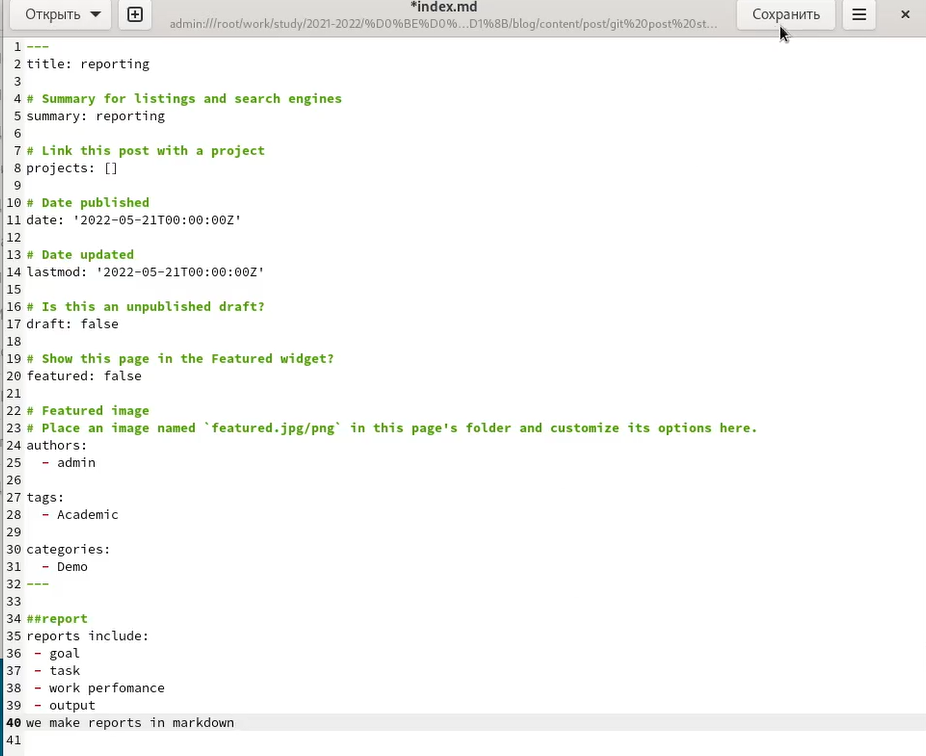 Открыть
*index.md
admin:///root/work/study/2021-2022/%D0%BE%D0%...D1%8B/blog/content/post/git%20post%20st...
Сохранить
1 ---
2 title: reporting
3
4 # Summary for listings and search engines
5 summary: reporting
6
7 # Link this post with a project
8 projects: []
9
10 # Date published
11 date: '2022-05-21T00:00:00Z'
12
13 # Date updated
14 lastmod: '2022-05-21T00:00:00Z'
15
16 # Is this an unpublished draft?
17 draft: false
18
19 # Show this page in the Featured widget?
20 featured: false
21
22 # Featured image
23 # Place an image named `featured.jpg/png` in this page's folder and customize its options here.
24 authors:
25   - admin
26
27 tags:
28   - Academic
29
30 categories:
31   - Demo
32 ---
33
34 ##report
35 reports include:
36  - goal
37  - task
38  - work perfomance
39  - output
40 we make reports in markdown
41